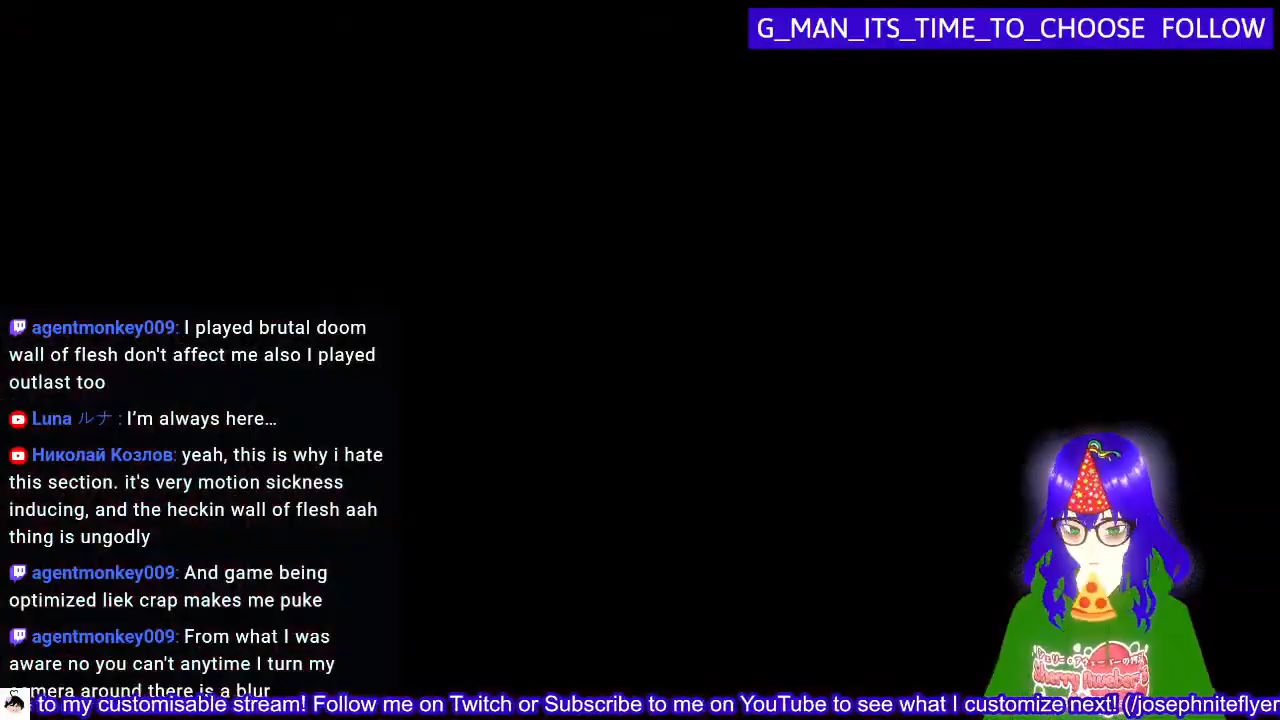 G_MAN_ITS_TIME_TO_CHOOSE FOLLOW
agentmonkey009: I played brutal doom
wall of flesh don't affect me also I played
outlast too
Luna ルナ : I'm always here…
Николай Козлов: yeah, this is why i hate
this section. it's very motion sickness
inducing, and the heckin wall of flesh aah
thing is ungodly
agentmonkey009: And game being
optimized liek crap makes me puke
agentmonkey009: From what I was
aware no you can't anytime I turn my
camera around there is a blur
to my customisable stream! Follow me on Twitch or Subscribe to me on YouTube to see what I customize next! (/josephniteflyer